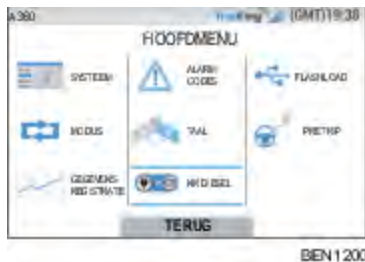 A360 (GMT)19:38
HOOFDMENU
SYSTEEM
ALARM
CODES
FLASHLOAD
MODUS
TAAL
PRETRIP
GEGEVENS
REGISTRATIE
TERUG
BEN1200